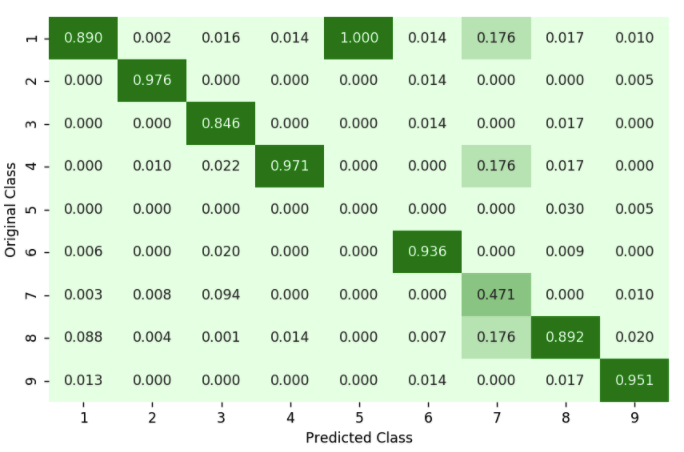 1 0.890 0.002 0.016 0.014 1.000 0.014 0.176 0.017 0.010
2 0.000 0.976 0.000 0.000 0.000 0.014 0.000 0.000 0.005
3 0.000 0.000 0.846 0.000 0.000 0.014 0.000 0.017 0.000
4 0.000 0.010 0.022 0.971 0.000 0.000 0.176 0.017 0.000
5 0.000 0.000 0.000 0.000 0.000 0.000 0.000 0.030 0.005
6 0.006 0.000 0.020 0.000 0.000 0.936 0.000 0.009 0.000
7 0.003 0.008 0.094 0.000 0.000 0.000 0.471 0.000 0.010
8 0.088 0.004 0.001 0.014 0.000 0.007 0.176 0.892 0.020
9 0.013 0.000 0.000 0.000 0.000 0.014 0.000 0.017 0.951
1 2 3 4 5 6 7 8 9
Original Class
Predicted Class